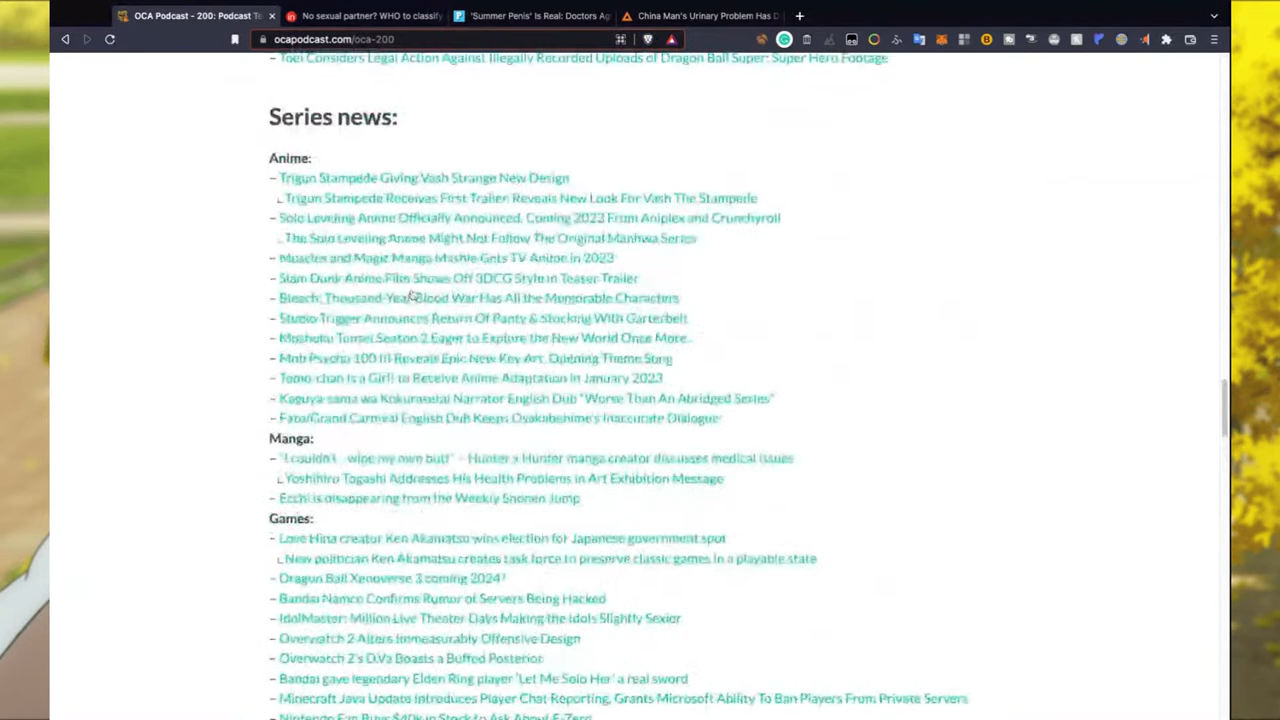 OCA Podcast - 200: Podcast Te
No sexual partner? WHO to classify
'Summer Penis' Is Real: Doctors Ag
China Man's Urinary Problem Has D
ocapodcast.com/oca-200
– Toei Considers Legal Action Against Illegally Recorded Uploads of Dragon Ball Super: Super Hero Footage
Series news:
Anime:
– Trigun Stampede Giving Vash Strange New Design
Trigun Stampede Receives First Trailer Reveals New Look For Vash The Stampede
– Solo Leveling Anime Officially Announced, Coming 2023 From Aniplex and Crunchyroll
The Solo Leveling Anime Might Not Follow The Original Manhwa Series
– Muscles and Magic Manga Mashle Gets TV Anime in 2023
– Slam Dunk Anime Film Shows Off 3DCG Style in Teaser Trailer
– Bleach: Thousand-Year Blood War Has All the Memorable Characters
– Studio Trigger Announces Return Of Panty & Stocking With Garterbelt
– Mushoku Tensei Season 2 Eager to Explore the New World Once More
– Mob Psycho 100 III Reveals Epic New Key Art, Opening Theme Song
– Tomo-chan Is a Girl! to Receive Anime Adaptation in January 2023
– Kaguya-sama wa Kokurasetai Narrator English Dub "Worse Than An Abridged Series"
– Fate/Grand Carnival English Dub Keeps Osakabehime's Inaccurate Dialogue
Manga:
– "I couldn't wipe my own butt" – Hunter x Hunter manga creator discusses medical issues
Yoshihiro Togashi Addresses His Health Problems in Art Exhibition Message
– Ecchi is disappearing from the Weekly Shonen Jump
Games:
– Love Hina creator Ken Akamatsu wins election for Japanese government spot
New politician Ken Akamatsu creates task force to preserve classic games in a playable state
– Dragon Ball Xenoverse 3 coming 2024?
– Bandai Namco Confirms Rumor of Servers Being Hacked
– IdolMaster: Million Live Theater Days Making the Idols Slightly Sexier
– Overwatch 2 Alters Immeasurably Offensive Design
– Overwatch 2's D.Va Boasts a Buffed Posterior
– Bandai gave legendary Elden Ring player 'Let Me Solo Her' a real sword
– Minecraft Java Update Introduces Player Chat Reporting, Grants Microsoft Ability To Ban Players From Private Servers
– Nintendo Fan Buys $40k in Stock to Ask About F-Zero